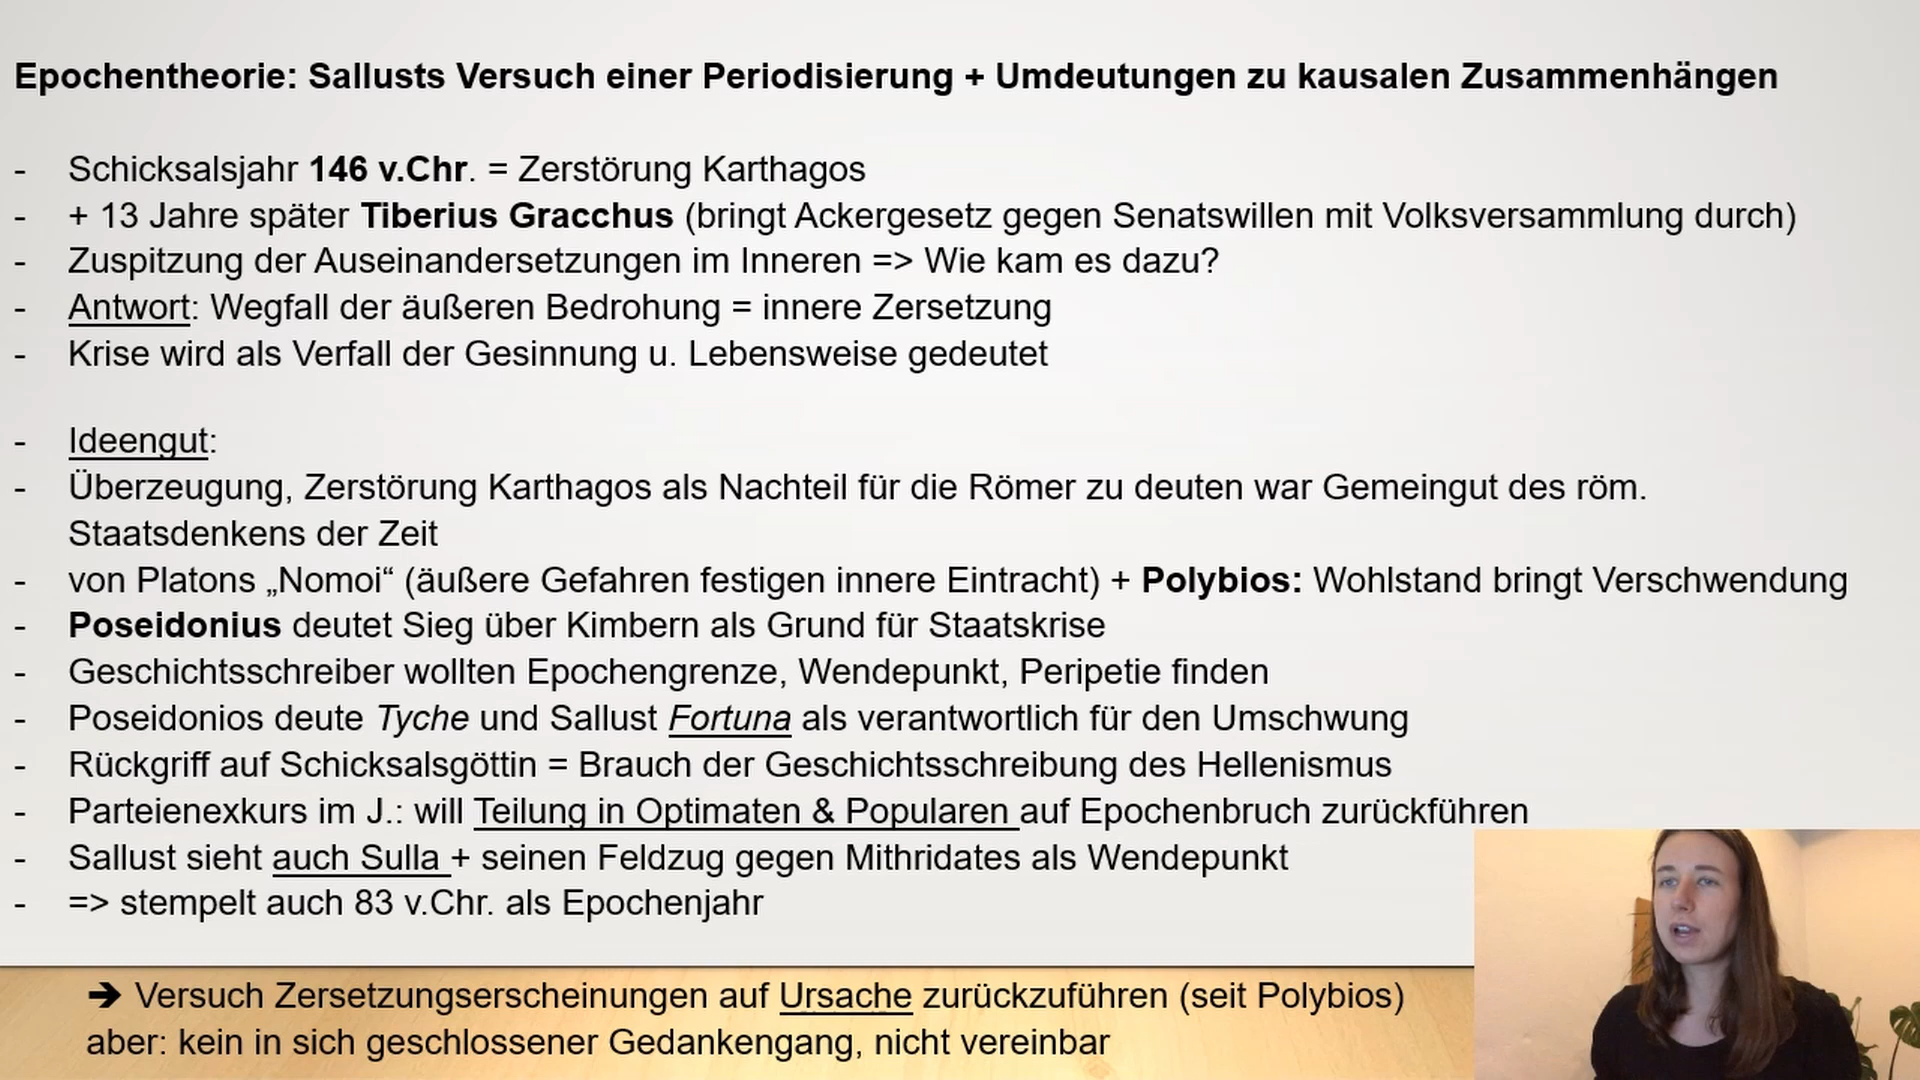 Epochentheorie: Sallusts Versuch einer Periodisierung + Umdeutungen zu kausalen Zusammenhängen
- Schicksalsjahr 146 v.Chr. = Zerstörung Karthagos
- + 13 Jahre später Tiberius Gracchus (bringt Ackergesetz gegen Senatswillen mit Volksversammlung durch)
- Zuspitzung der Auseinandersetzungen im Inneren => Wie kam es dazu?
- Antwort: Wegfall der äußeren Bedrohung = innere Zersetzung
- Krise wird als Verfall der Gesinnung u. Lebensweise gedeutet
- Ideengut:
- Überzeugung, Zerstörung Karthagos als Nachteil für die Römer zu deuten war Gemeingut des röm.
Staatsdenkens der Zeit
- von Platons „Nomoi“ (äußere Gefahren festigen innere Eintracht) + Polybios: Wohlstand bringt Verschwendung
- Poseidonius deutet Sieg über Kimbern als Grund für Staatskrise
- Geschichtsschreiber wollten Epochengrenze, Wendepunkt, Peripetie finden
- Poseidonios deute Tyche und Sallust Fortuna als verantwortlich für den Umschwung
- Rückgriff auf Schicksalsgöttin = Brauch der Geschichtsschreibung des Hellenismus
- Parteienexkurs im J.: will Teilung in Optimaten & Popularen auf Epochenbruch zurückführen
- Sallust sieht auch Sulla + seinen Feldzug gegen Mithridates als Wendepunkt
- => stempelt auch 83 v.Chr. als Epochenjahr
➔ Versuch Zersetzungserscheinungen auf Ursache zurückzuführen (seit Polybios)
aber: kein in sich geschlossener Gedankengang, nicht vereinbar